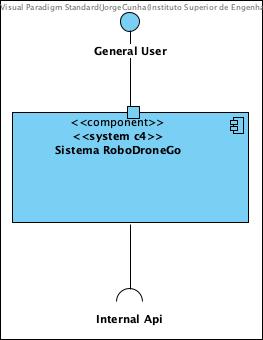 Visual Paradigm Standard(JorgeCunha(Instituto Superior de Engenha
General User
<<component>>
<<system c4>>
Sistema RoboDroneGo
Internal Api